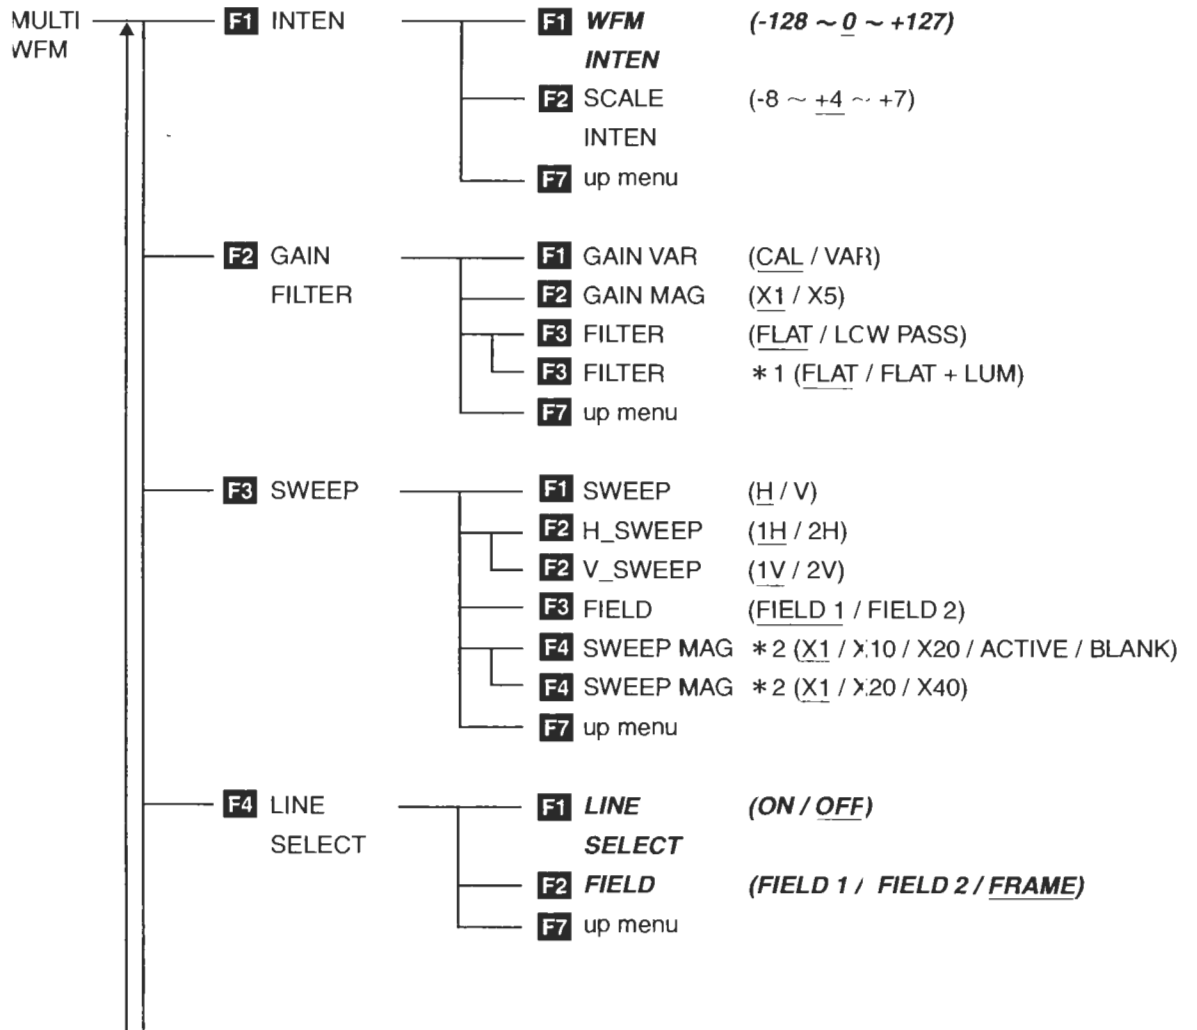 MULTI F1 INTEN F1 WFM (-128 ~ 0 ~ +127)
WFM INTEN
F2 SCALE (-8 ~ +4 ~ +7)
INTEN
F7 up menu
F2 GAIN F1 GAIN VAR (CAL / VAR)
FILTER F2 GAIN MAG (X1 / X5)
F3 FILTER (FLAT / LOW PASS)
F3 FILTER *1 (FLAT / FLAT + LUM)
F7 up menu
F3 SWEEP F1 SWEEP (H / V)
F2 H_SWEEP (1H / 2H)
F2 V_SWEEP (1V / 2V)
F3 FIELD (FIELD 1 / FIELD 2)
F4 SWEEP MAG *2 (X1 / X10 / X20 / ACTIVE / BLANK)
F4 SWEEP MAG *2 (X1 / X20 / X40)
F7 up menu
F4 LINE F1 LINE (ON / OFF)
SELECT SELECT
F2 FIELD (FIELD 1 / FIELD 2 / FRAME)
F7 up menu